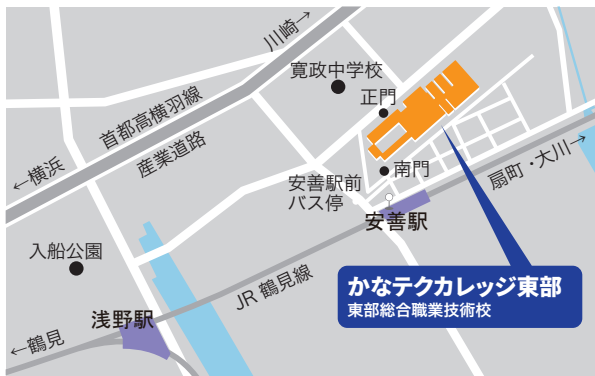 川崎→
寛政中学校
正門
首都高横羽線
産業道路
←横浜
南門
安善駅前
バス停
安善駅
扇町・大川→
入船公園
JR 鶴見線
かなテクカレッジ東部
東部総合職業技術校
浅野駅
←鶴見